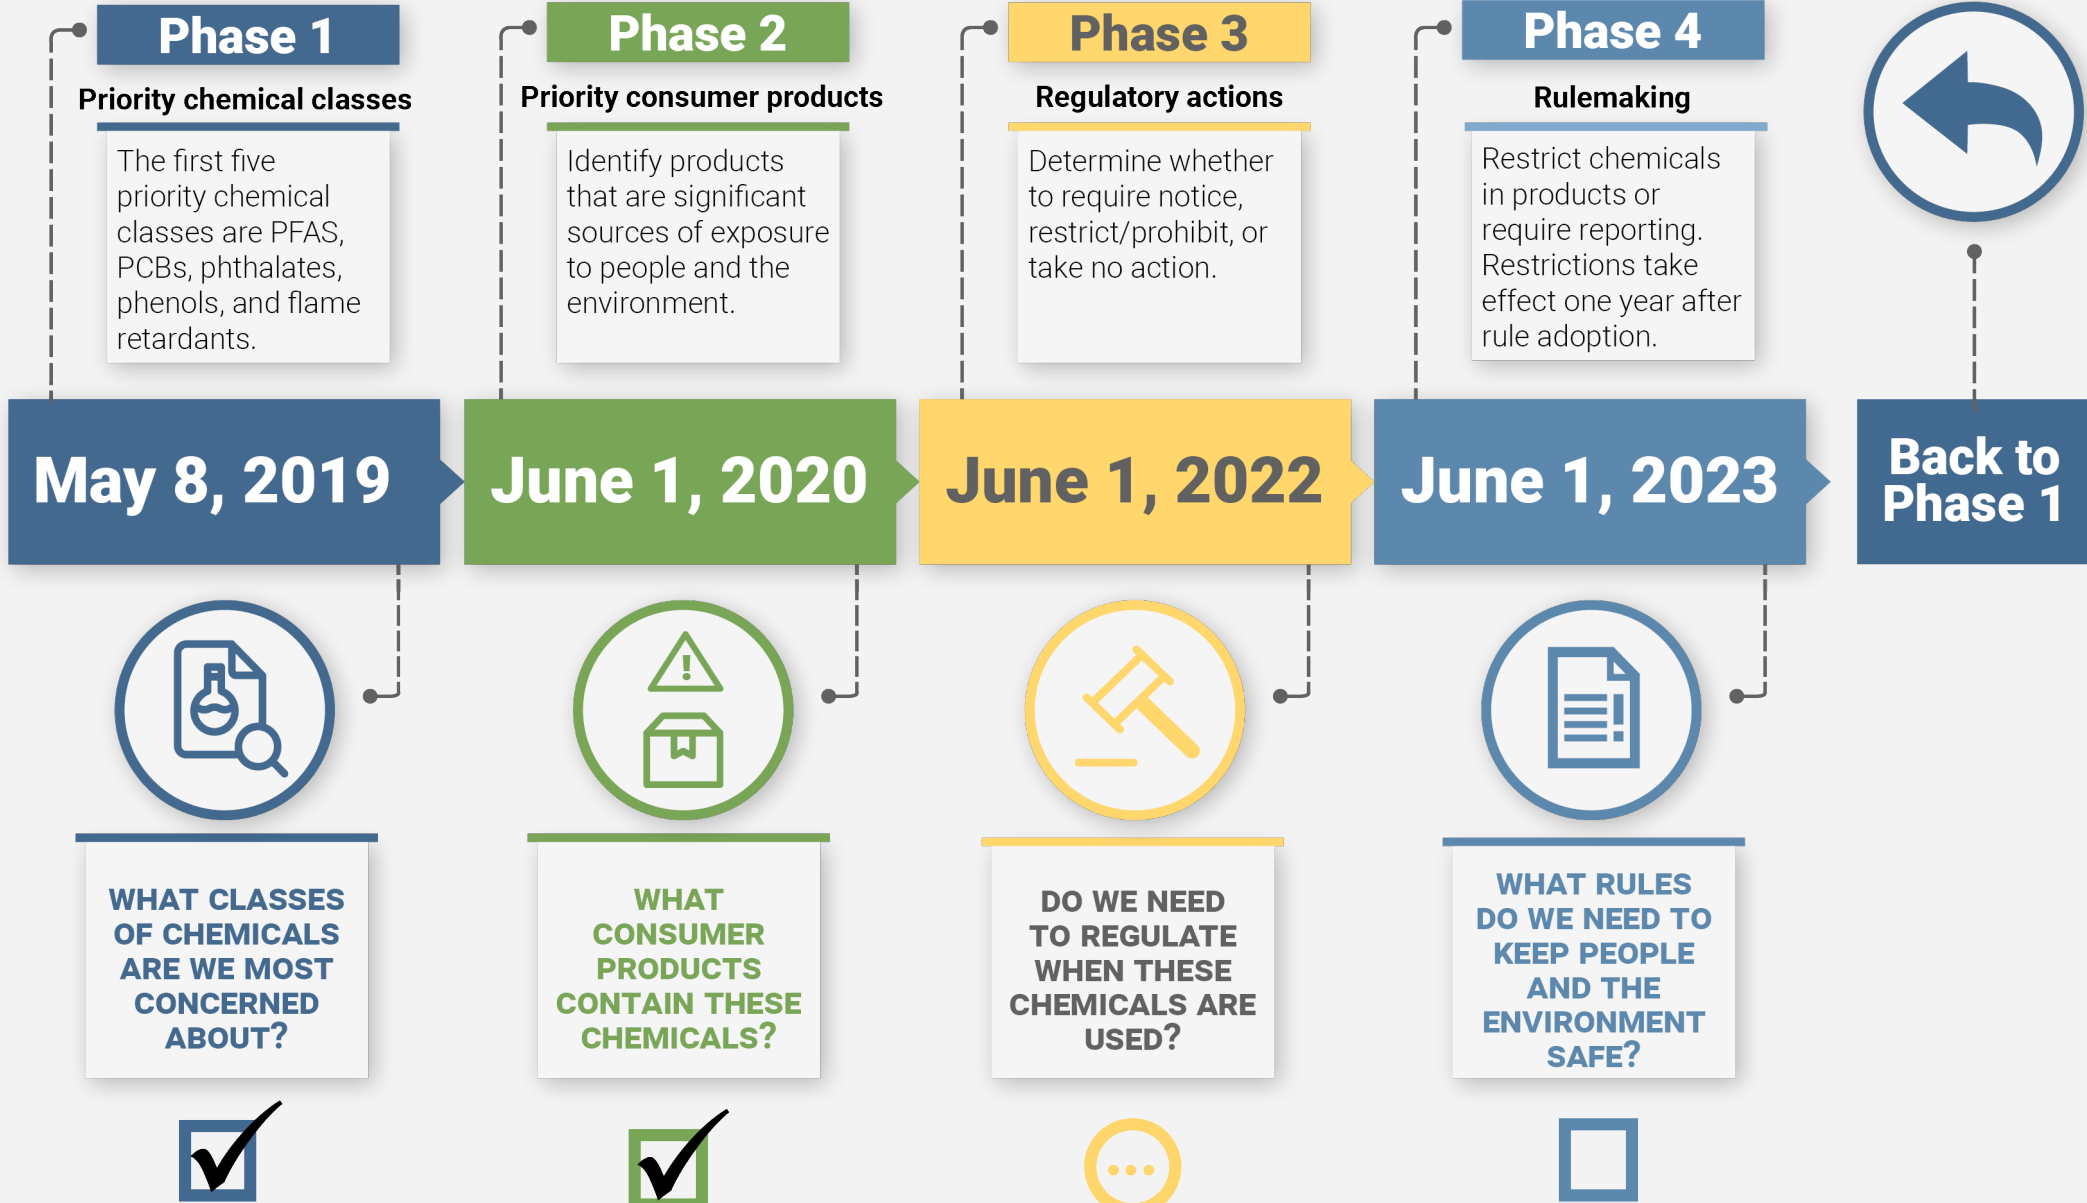 Phase 1
Priority chemical classes
The first five
priority chemical
classes are PFAS,
PCBs, phthalates,
phenols, and flame
retardants.
Phase 2
Priority consumer products
Identify products
that are significant
sources of exposure
to people and the
environment.
Phase 3
Regulatory actions
Determine whether
to require notice,
restrict/prohibit, or
take no action.
Phase 4
Rulemaking
Restrict chemicals
in products or
require reporting.
Restrictions take
effect one year after
rule adoption.
May 8, 2019
June 1, 2020
June 1, 2022
June 1, 2023
Back to
Phase 1
WHAT CLASSES
OF CHEMICALS
ARE WE MOST
CONCERNED
ABOUT?
WHAT
CONSUMER
PRODUCTS
CONTAIN THESE
CHEMICALS?
DO WE NEED
TO REGULATE
WHEN THESE
CHEMICALS ARE
USED?
WHAT RULES
DO WE NEED TO
KEEP PEOPLE
AND THE
ENVIRONMENT
SAFE?